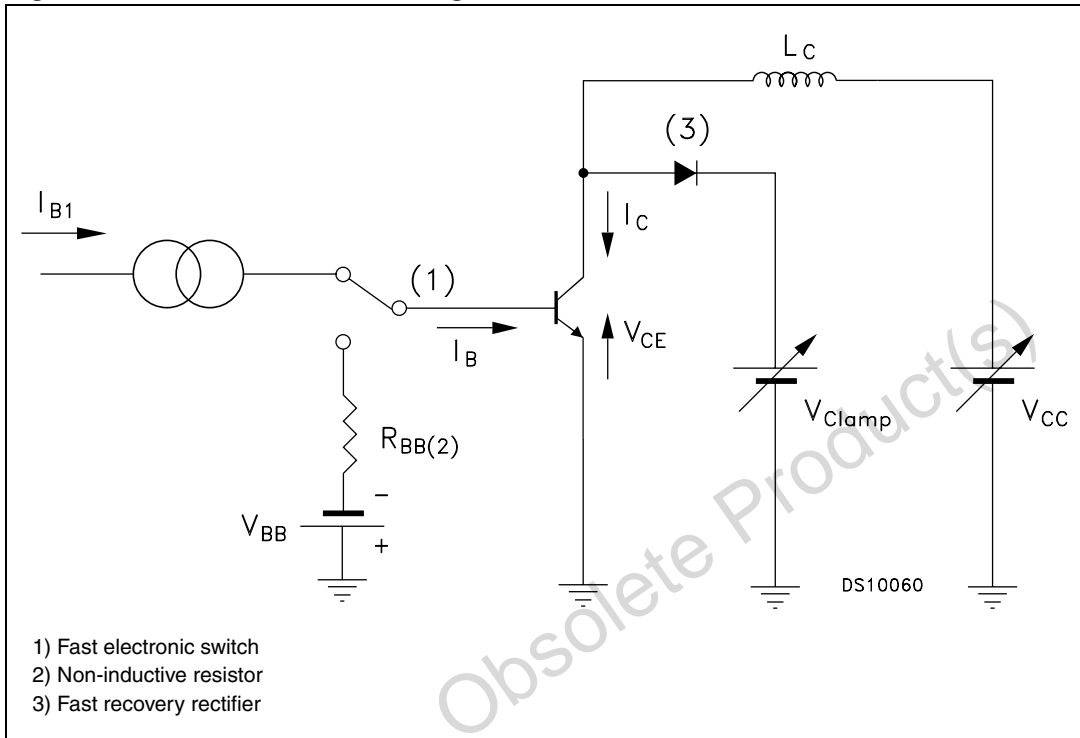 L C
(3)
I B1
I C
(1)
V CE
I B
V Clamp
V CC
R BB(2)
V BB
-
+
DS10060
Obsolete Product(s)
1) Fast electronic switch
2) Non-inductive resistor
3) Fast recovery rectifier